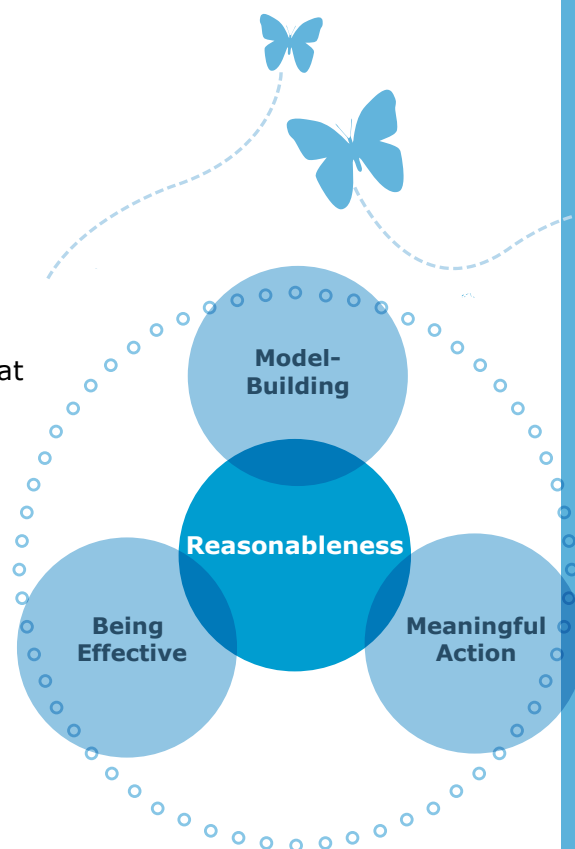 Model-
Building
at
Reasonableness
Being
Effective
Meaningful
Action